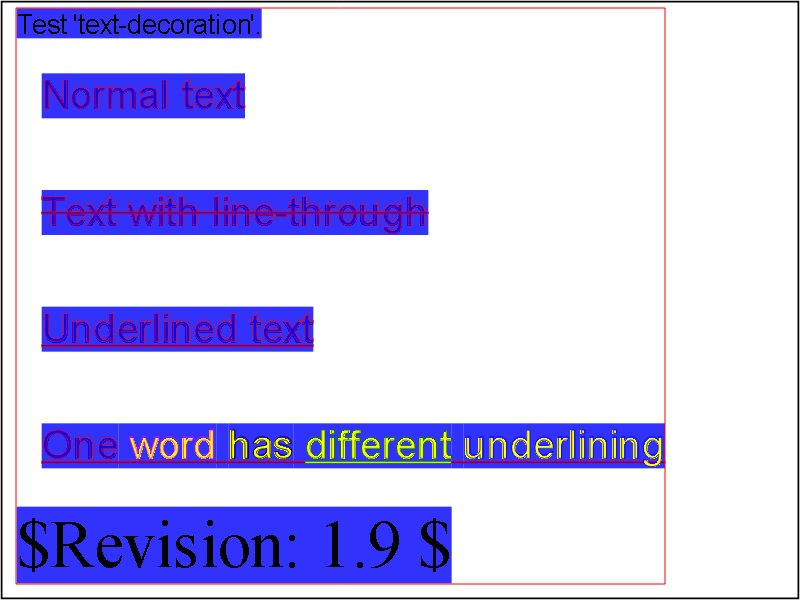 Test 'text-decoration'.
Normal text
Text with line-through
Underlined text
One word has different underlining
$Revision: 1.9 $